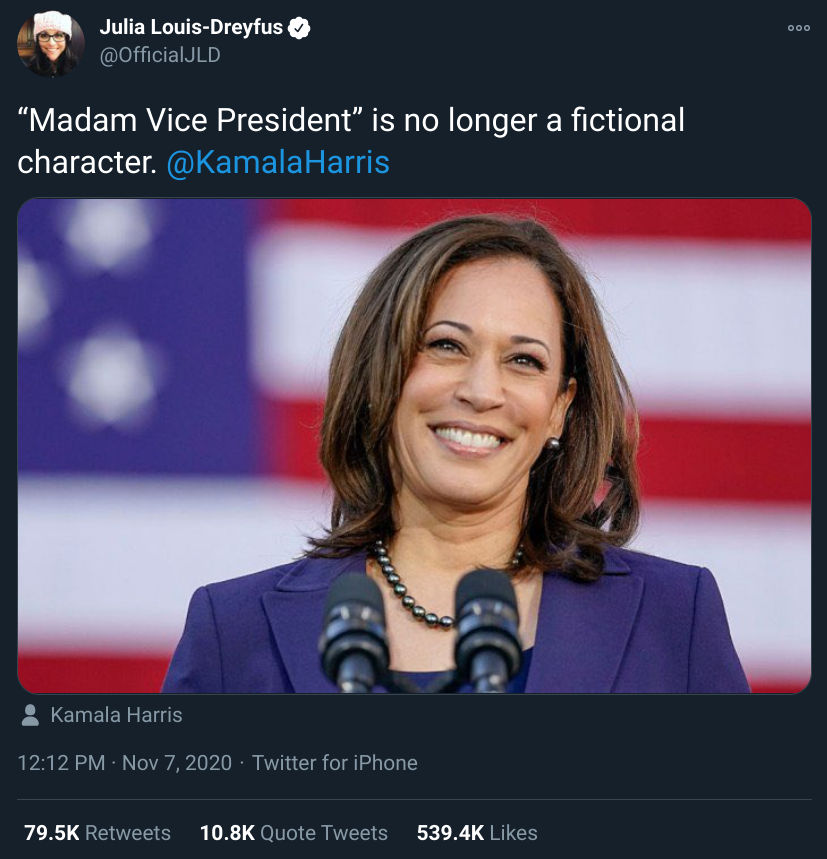 Julia Louis-Dreyfus
@OfficialJLD
“Madam Vice President” is no longer a fictional
character. @KamalaHarris
Kamala Harris
12:12 PM · Nov 7, 2020 · Twitter for iPhone
79.5K Retweets 10.8K Quote Tweets 539.4K Likes